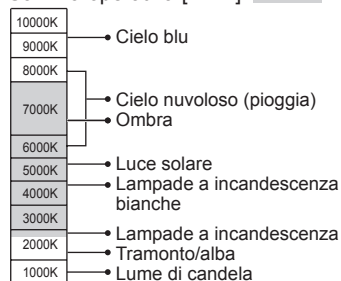 10000K
9000K
Cielo blu
8000K
7000K
Cielo nuvoloso (pioggia)
Ombra
6000K
5000K
Luce solare
4000K
Lampade a incandescenza
bianche
3000K
Lampade a incandescenza
2000K
Tramonto/alba
1000K
Lume di candela